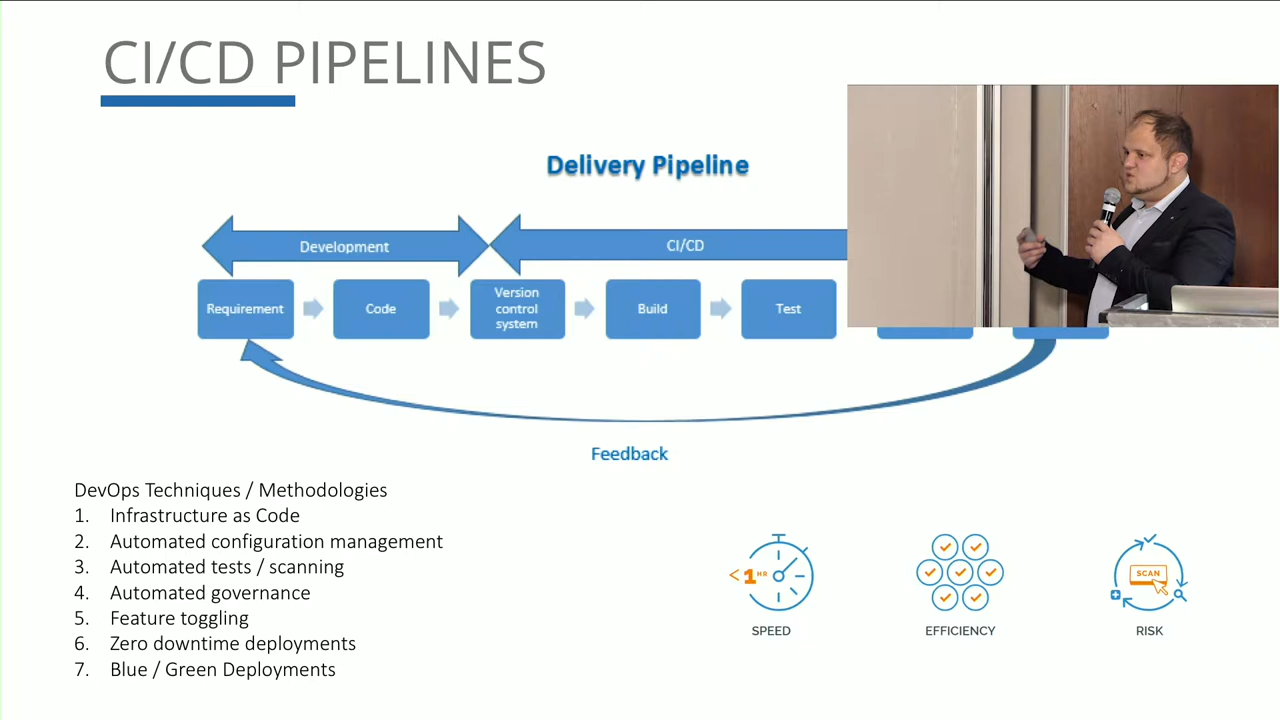 CI/CD PIPELINES
Delivery Pipeline
Development
CI/CD
Requirement
Code
Version
control
system
Build
Test
Feedback
DevOps Techniques / Methodologies
1. Infrastructure as Code
2. Automated configuration management
3. Automated tests / scanning
4. Automated governance
5. Feature toggling
6. Zero downtime deployments
7. Blue / Green Deployments
< 1 HR
SPEED
EFFICIENCY
SCAN
RISK